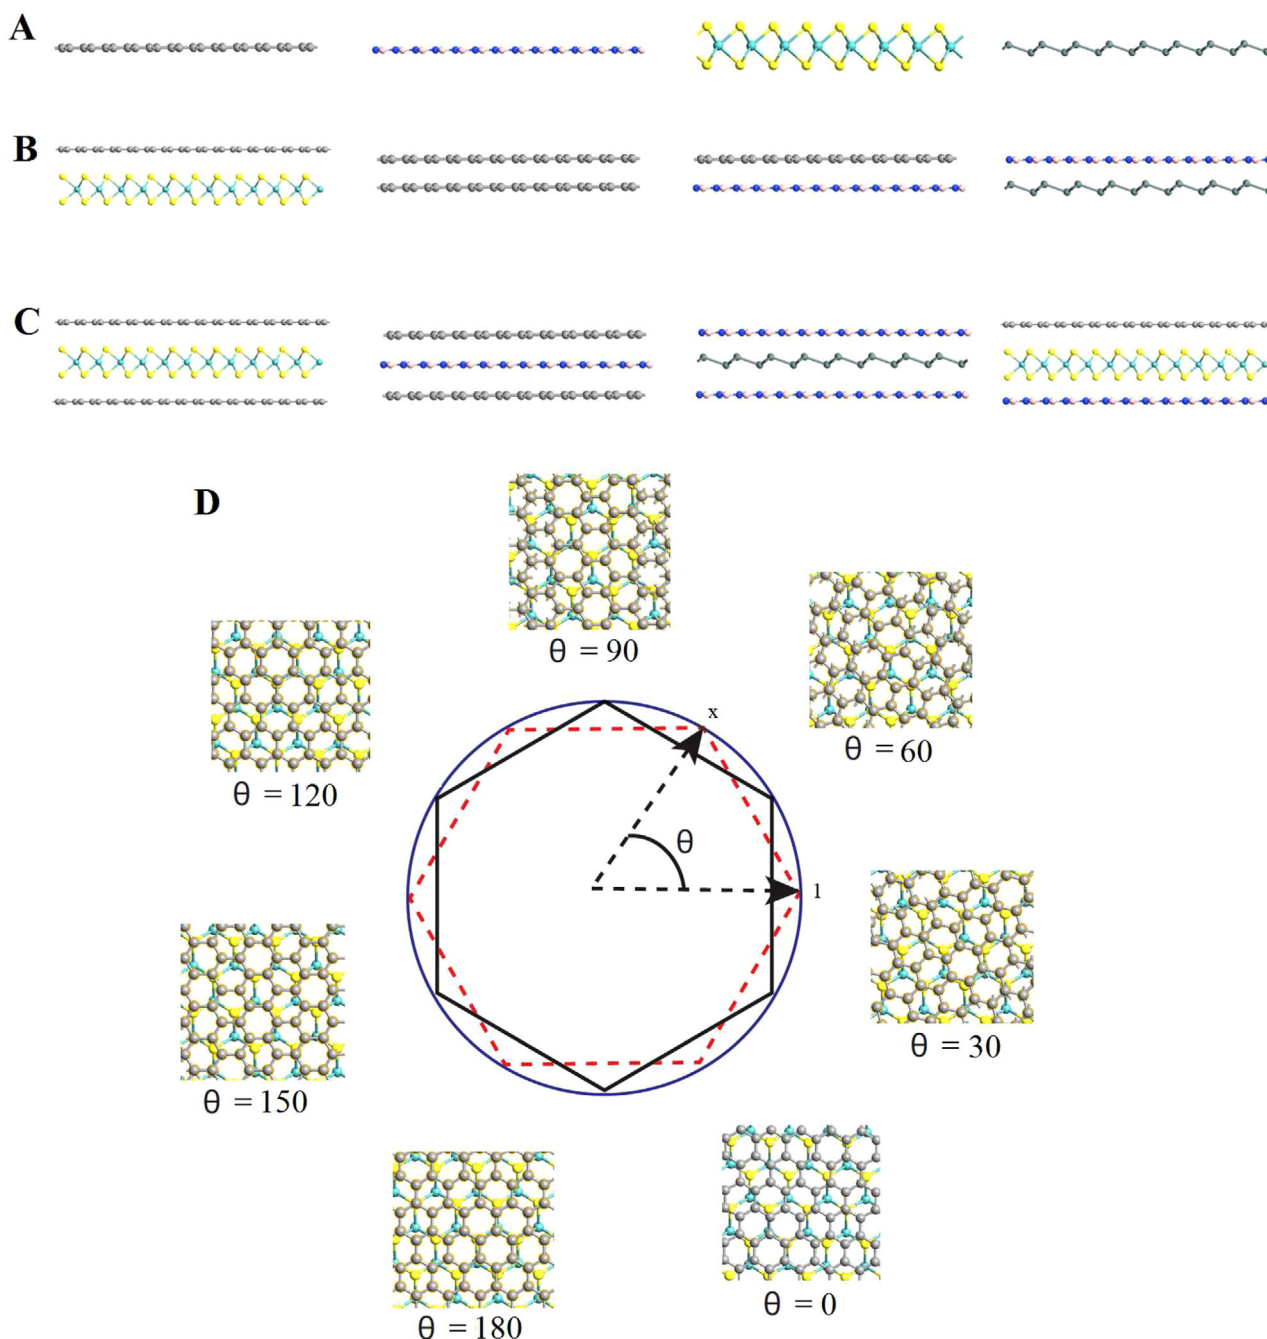 A
B
C
D
θ = 90
θ = 60
θ = 120
x
θ
1
θ = 30
θ = 150
θ = 0
θ = 180